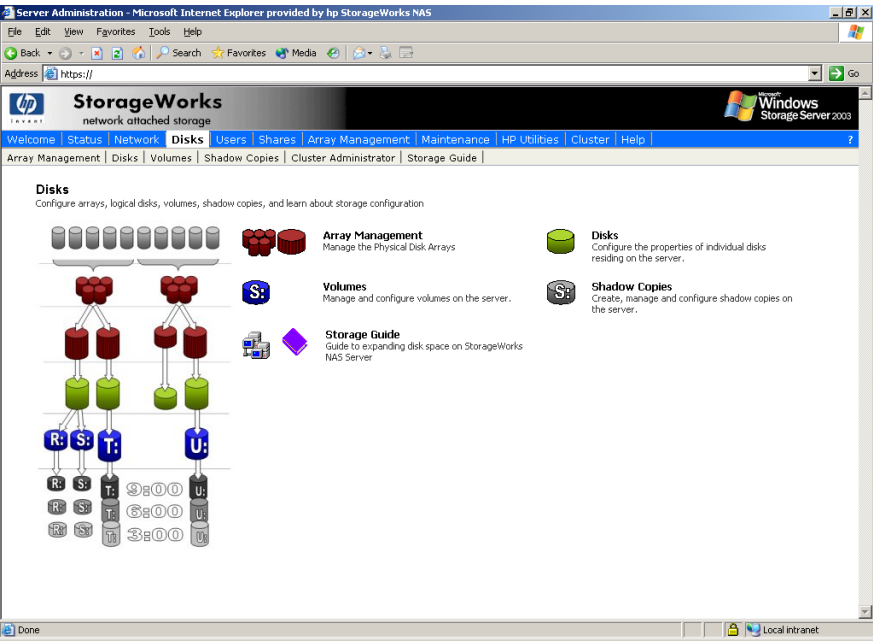 Server Administration - Microsoft Internet Explorer provided by hp StorageWorks NAS
File Edit View Favorites Tools Help
Back Search Favorites Media
Address https:// Go
hp StorageWorks
invent network attached storage
Microsoft
Windows
Storage Server 2003
Welcome | Status | Network | Disks | Users | Shares | Array Management | Maintenance | HP Utilities | Cluster | Help | ?
Array Management | Disks | Volumes | Shadow Copies | Cluster Administrator | Storage Guide |
Disks
Configure arrays, logical disks, volumes, shadow copies, and learn about storage configuration
Array Management
Manage the Physical Disk Arrays
Disks
Configure the properties of individual disks
residing on the server.
S: Volumes
Manage and configure volumes on the server.
S: Shadow Copies
Create, manage and configure shadow copies on
the server.
Storage Guide
Guide to expanding disk space on StorageWorks
NAS Server
R: S: T: U:
R: S: T: 9:00 U:
R: S: T: 6:00 U:
R: S: T: 3:00 U:
Done Local intranet